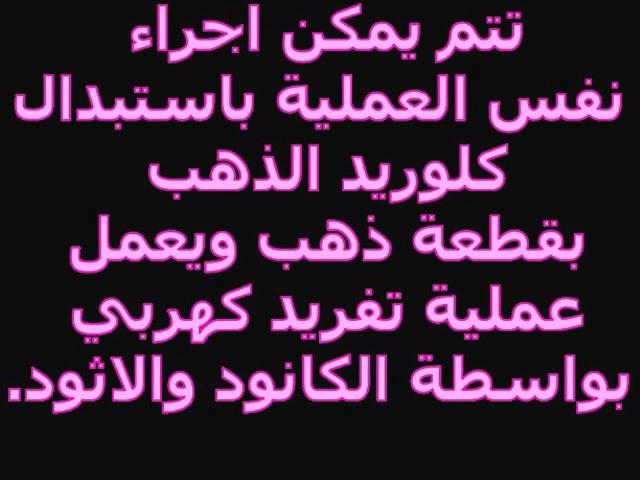 تتم يمكن اجراء
نفس العملية باستبدال
كلوريد الذهب
بقطعة ذهب ويعمل
عملية تفريد كهربي
بواسطة الكانود والاثود.